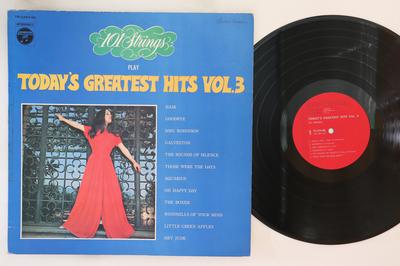 101 Strings
PLAY
TODAY'S GREATEST HITS VOL.3
HAIR
GOODBYE
MRS. ROBINSON
GALVESTON
THE SOUNDS OF SILENCE
THOSE WERE THE DAYS
AQUARIUS
OH HAPPY DAY
THE BOXER
WINDMILLS OF YOUR MIND
LITTLE GREEN APPLES
HEY JUDE
TODAY'S GREATEST HITS VOL. 3